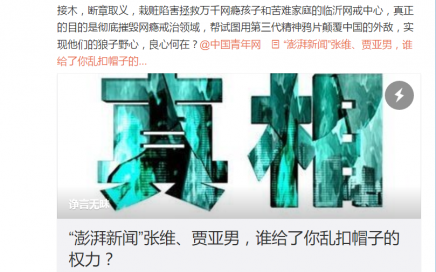 接木，断章取义，栽赃陷害拯救万千网瘾孩子和苦难家庭的临沂网戒中心，真正
的目的是彻底摧毁网瘾戒治领域，帮试图用第三代精神鸦片颠覆中国的外敌，实
现他们的狼子野心，良心何在？@中国青年网 “澎湃新闻”张维、贾亚男，谁
给了你乱扣帽子的...
真相
“澎湃新闻”张维、贾亚男，谁给了你乱扣帽子的
权力？